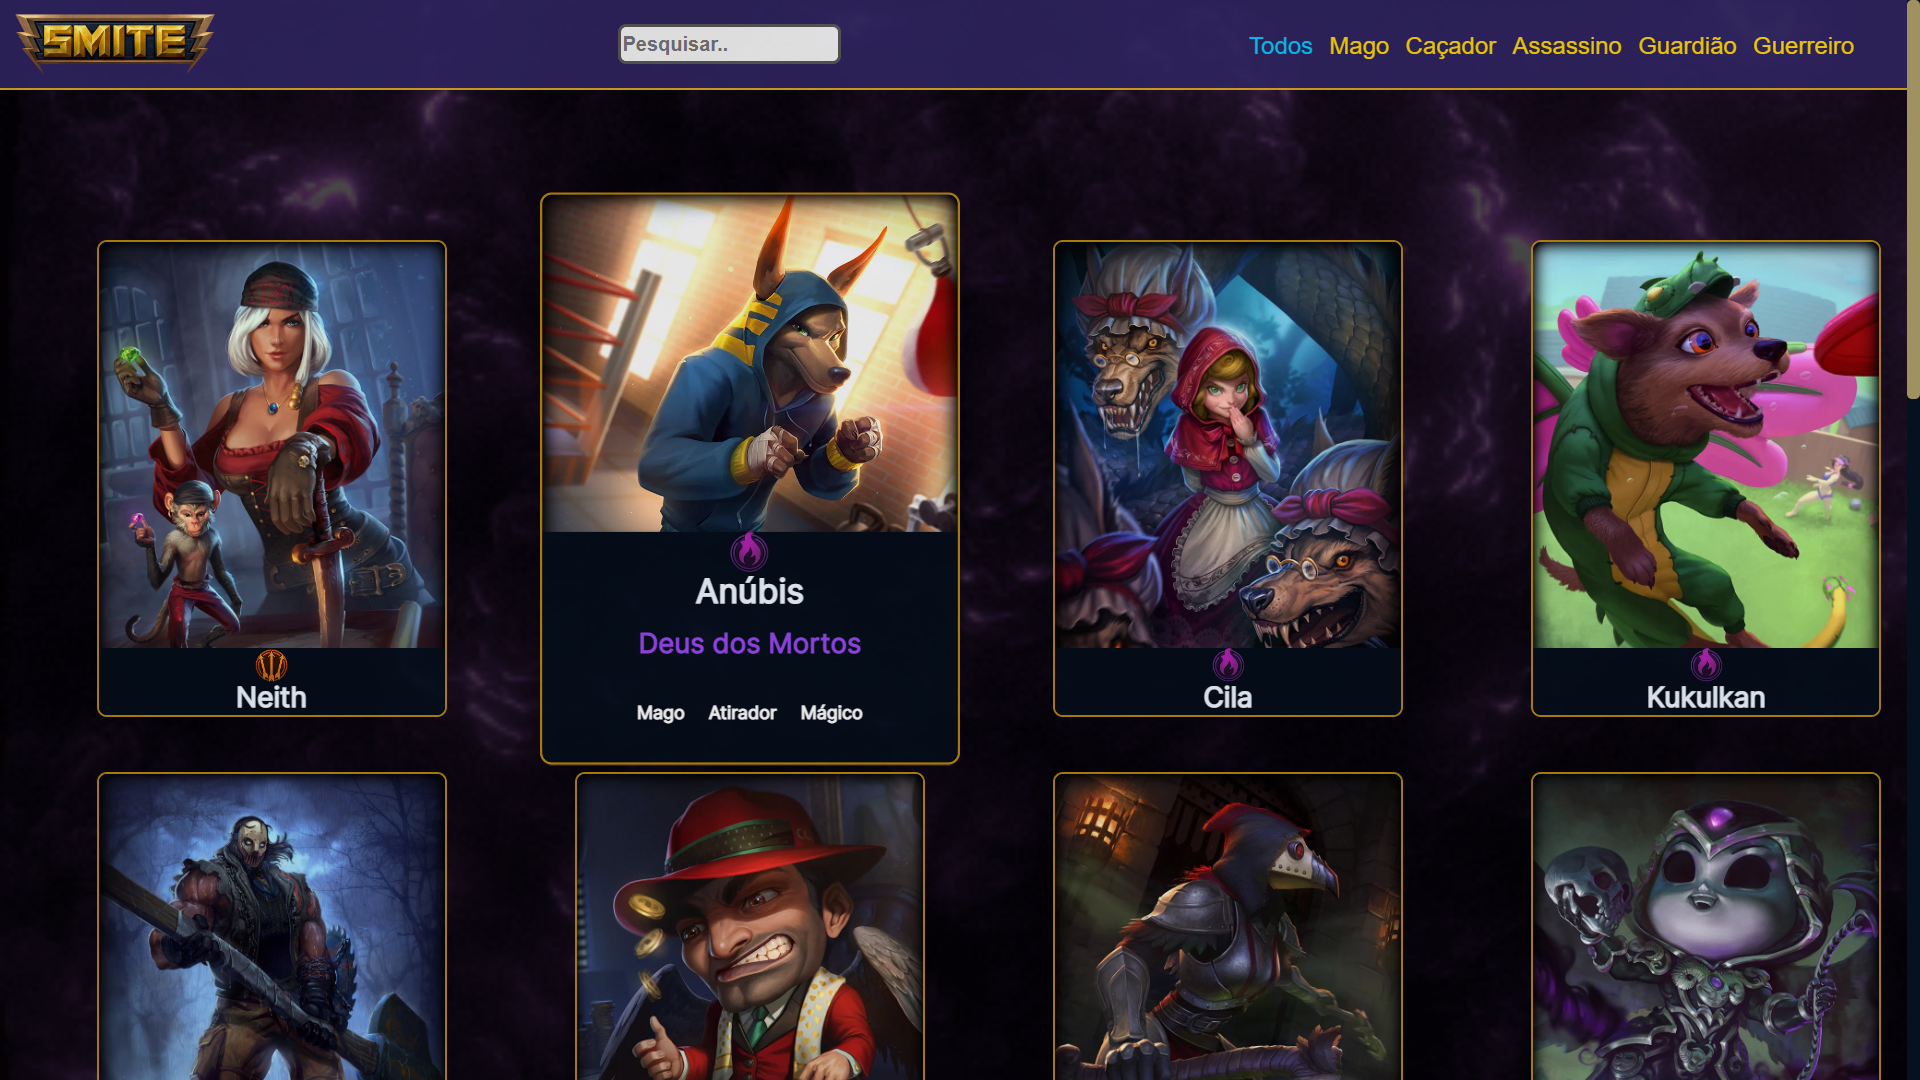 SMITE
Pesquisar..
Todos Mago Caçador Assassino Guardião Guerreiro
Neith
Anúbis
Deus dos Mortos
Mago Atirador Mágico
Cila
Kukulkan